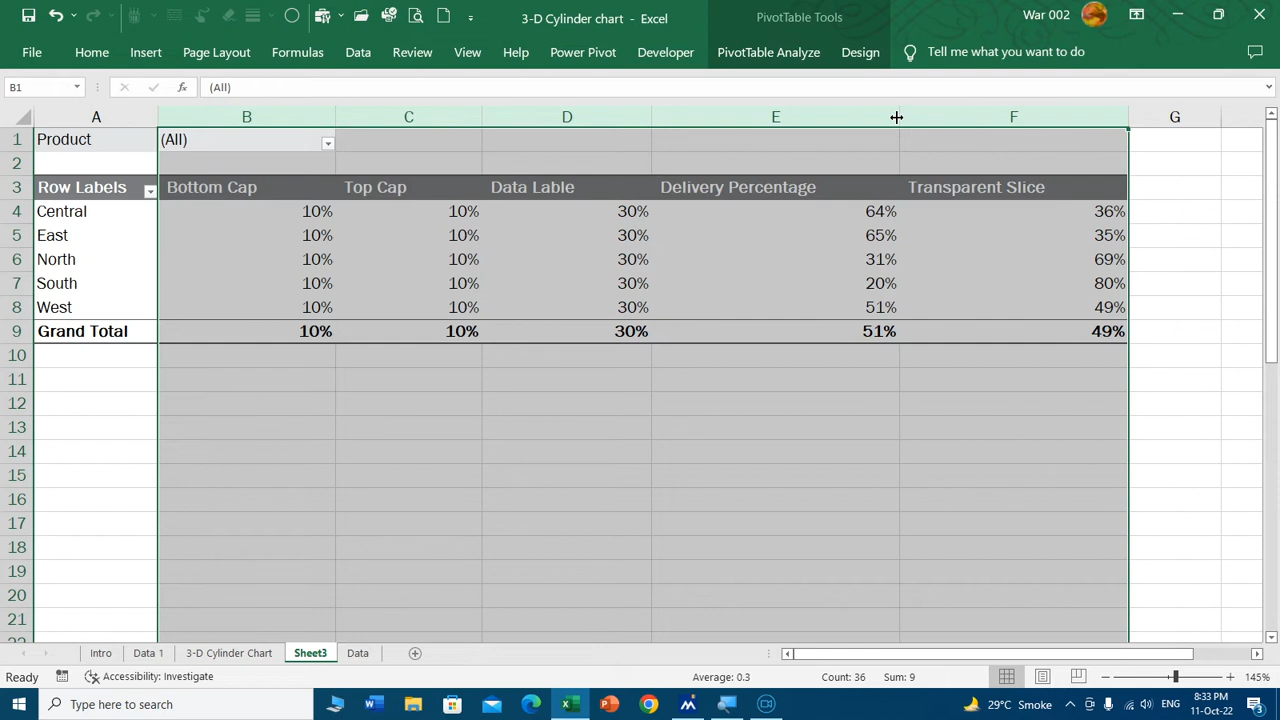 3-D Cylinder chart - Excel
PivotTable Tools
War 002
File Home Insert Page Layout Formulas Data Review View Help Power Pivot Developer PivotTable Analyze Design Tell me what you want to do
B1 fx (All)
A B C D E F G
1 Product (All)
2
3 Row Labels Bottom Cap Top Cap Data Lable Delivery Percentage Transparent Slice
4 Central 10% 10% 30% 64% 36%
5 East 10% 10% 30% 65% 35%
6 North 10% 10% 30% 31% 69%
7 South 10% 10% 30% 20% 80%
8 West 10% 10% 30% 51% 49%
9 Grand Total 10% 10% 30% 51% 49%
10
11
12
13
14
15
16
17
18
19
20
21
22
Intro Data 1 3-D Cylinder Chart Sheet3 Data
Ready Accessibility: Investigate Average: 0.3 Count: 36 Sum: 9 145%
Type here to search 29°C Smoke 8:33 PM
11-Oct-22 3